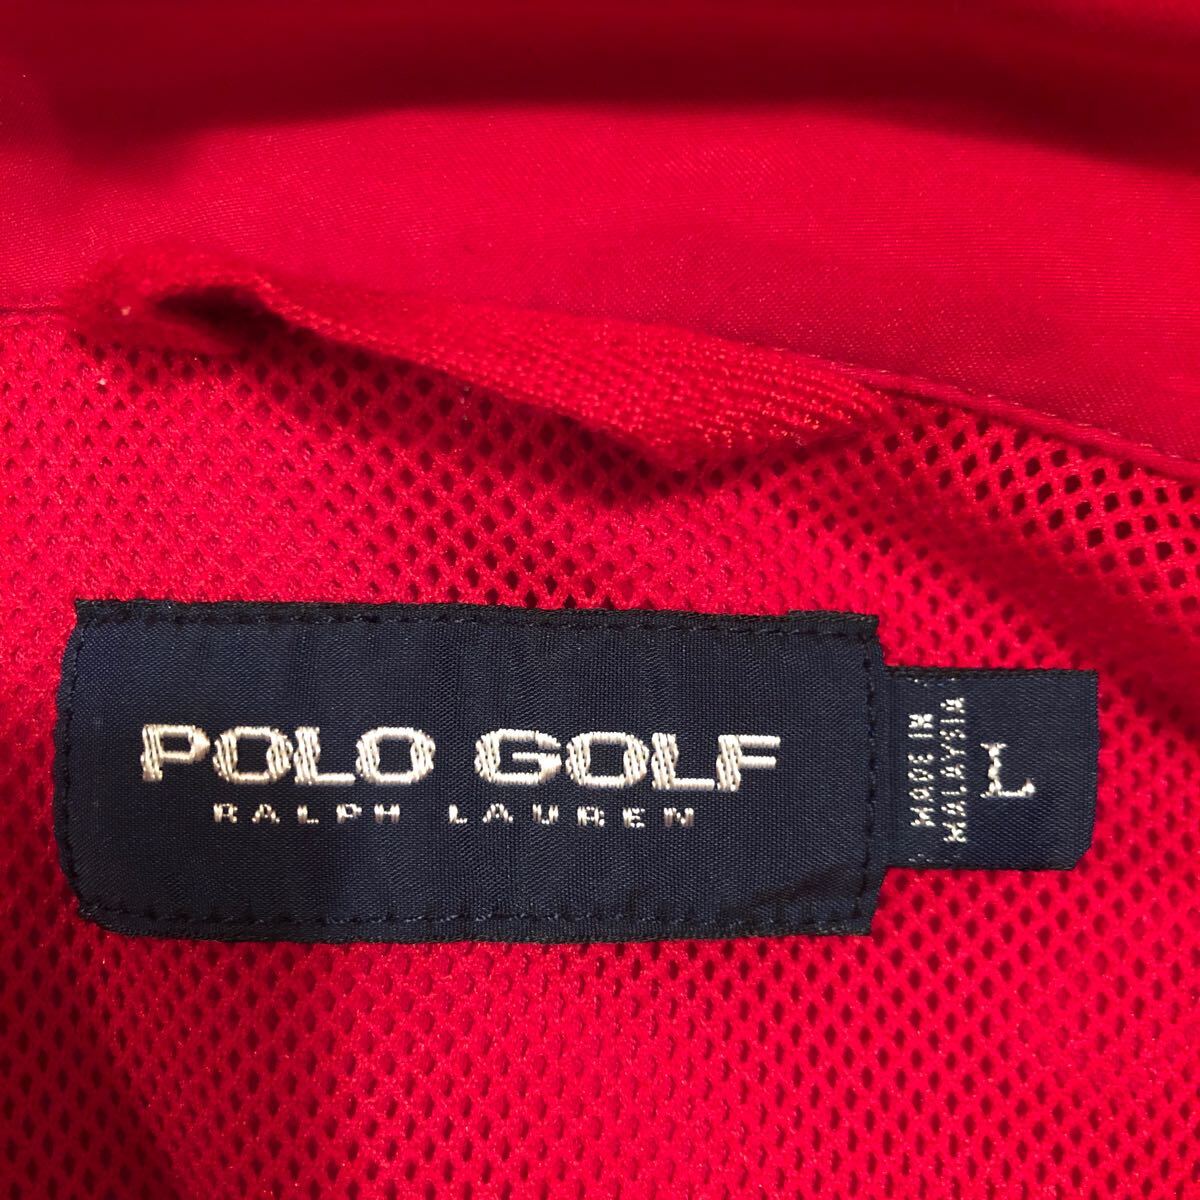 POLO GOLF
RALPH LAUREN
MADE IN
MALAYSIA
L